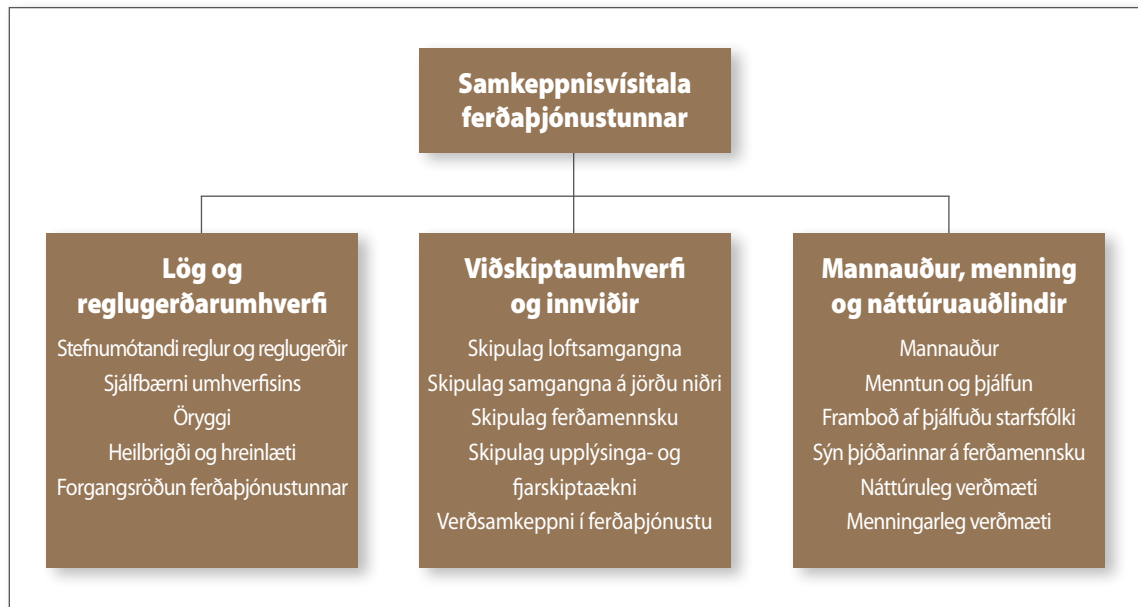 Samkeppnisvísitala
ferðaþjónustunnar
Lög og
reglugerðarumhverfi
Stefnumótandi reglur og reglugerðir
Sjálfbærni umhverfisins
Öryggi
Heilbrigði og hreinlæti
Forgangsröðun ferðaþjónustunnar
Viðskiptaumhverfi
og innviðir
Skipulag loftsamgangna
Skipulag samgangna á jörðu niðri
Skipulag ferðamennsku
Skipulag upplýsinga- og
fjarskiptaækni
Verðsamkeppni í ferðaþjónustu
Mannauður, menning
og náttúruauðlindir
Mannauður
Menntun og þjálfun
Framboð af þjálfuðu starfsfólki
Sýn þjóðarinnar á ferðamennsku
Náttúruleg verðmæti
Menningarleg verðmæti